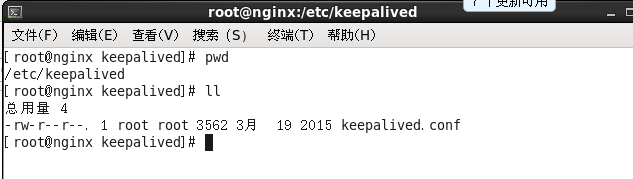 7 个更新可用
root@nginx:/etc/keepalived
文件(F) 编辑(E) 查看(V) 搜索 (S) 终端(T) 帮助(H)
[root@nginx keepalived]# pwd
/etc/keepalived
[root@nginx keepalived]# ll
总用量 4
-rw-r--r--. 1 root root 3562 3月  19 2015 keepalived.conf
[root@nginx keepalived]#